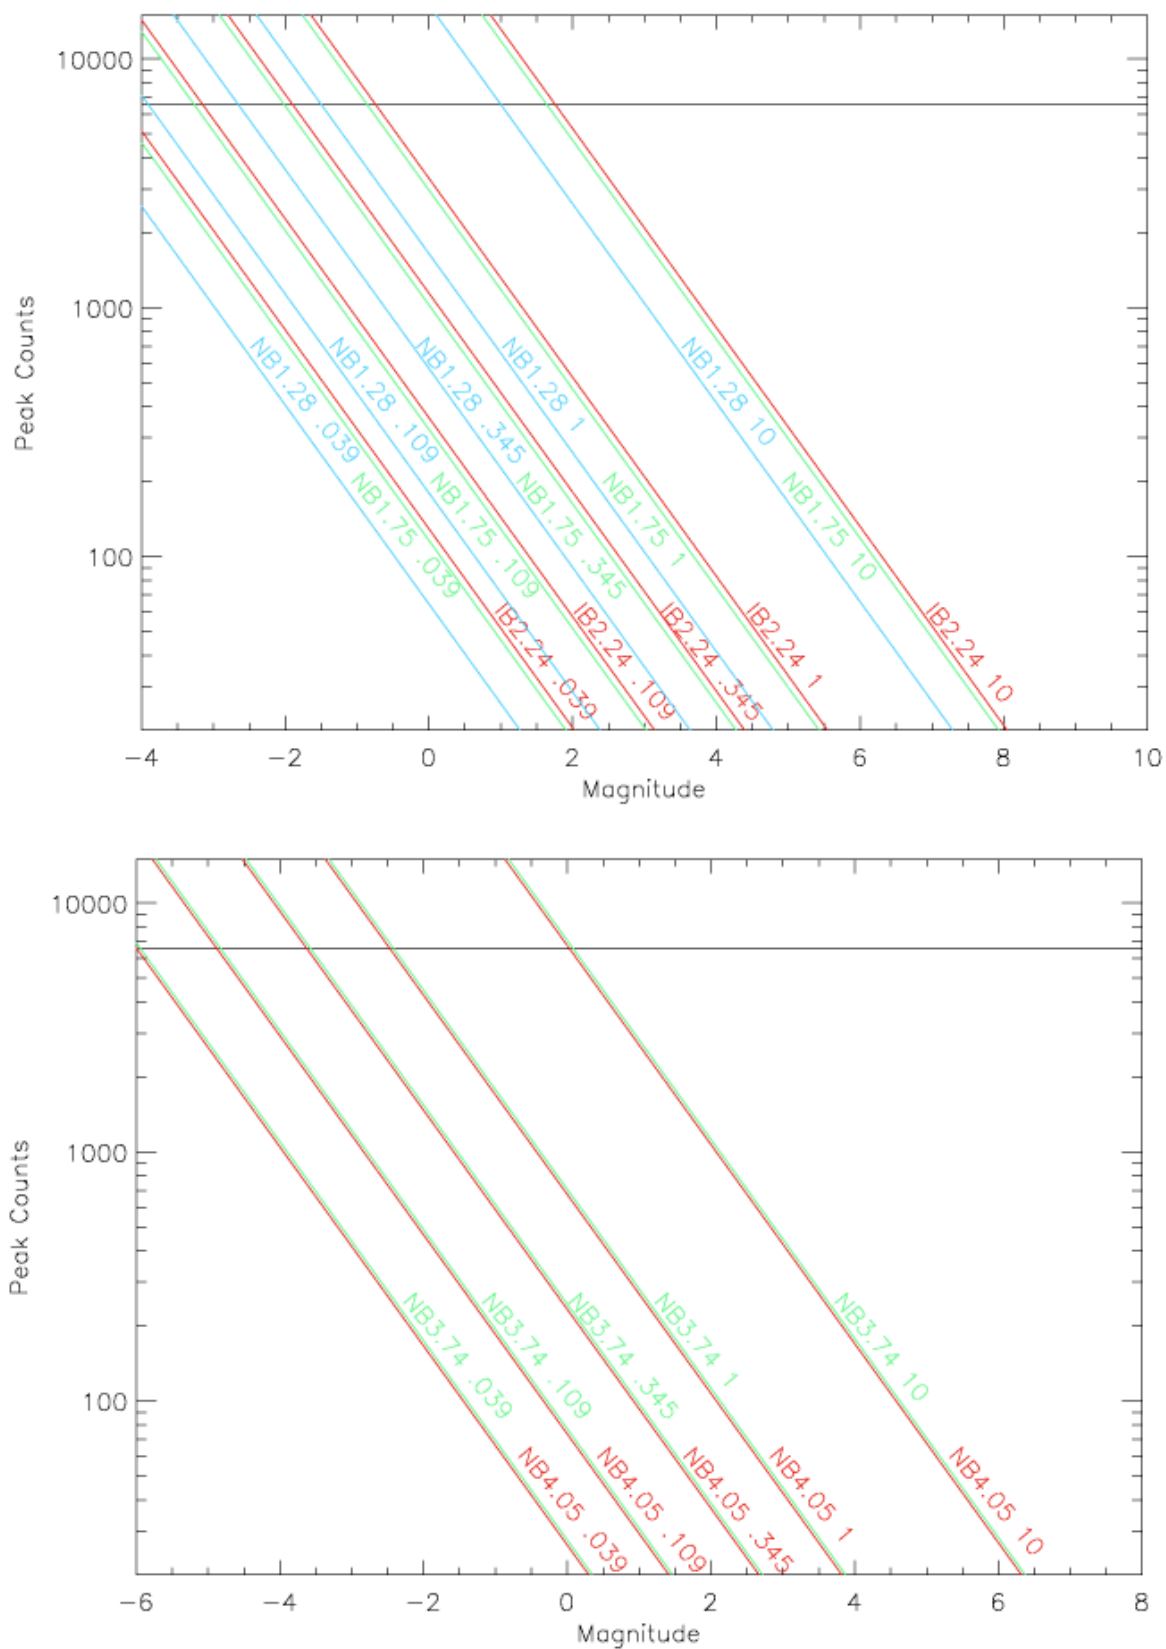 10000
1000
100
Peak Counts
NB1.28 .039
NB1.28 .109
NB1.28 .345
NB1.28 1
NB1.28 10
NB1.75 .039
NB1.75 .109
NB1.75 .345
NB1.75 1
NB1.75 10
IB2.24 .039
IB2.24 .109
IB2.24 .345
IB2.24 1
IB2.24 10
-4 -2 0 2 4 6 8 10
Magnitude
10000
1000
100
Peak Counts
NB3.74 .039
NB3.74 .109
NB3.74 .345
NB3.74 1
NB3.74 10
NB4.05 .039
NB4.05 .109
NB4.05 .345
NB4.05 1
NB4.05 10
-6 -4 -2 0 2 4 6 8
Magnitude